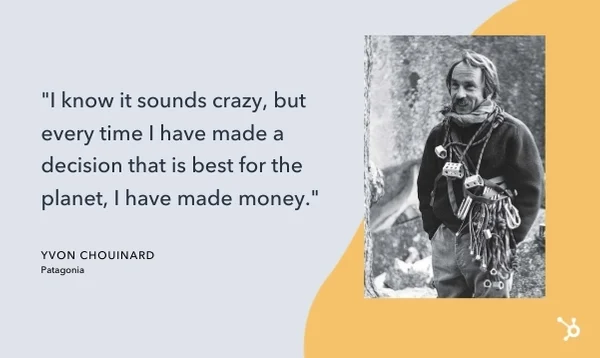 "I know it sounds crazy, but
every time I have made a
decision that is best for the
planet, I have made money."
YVON CHOUINARD
Patagonia